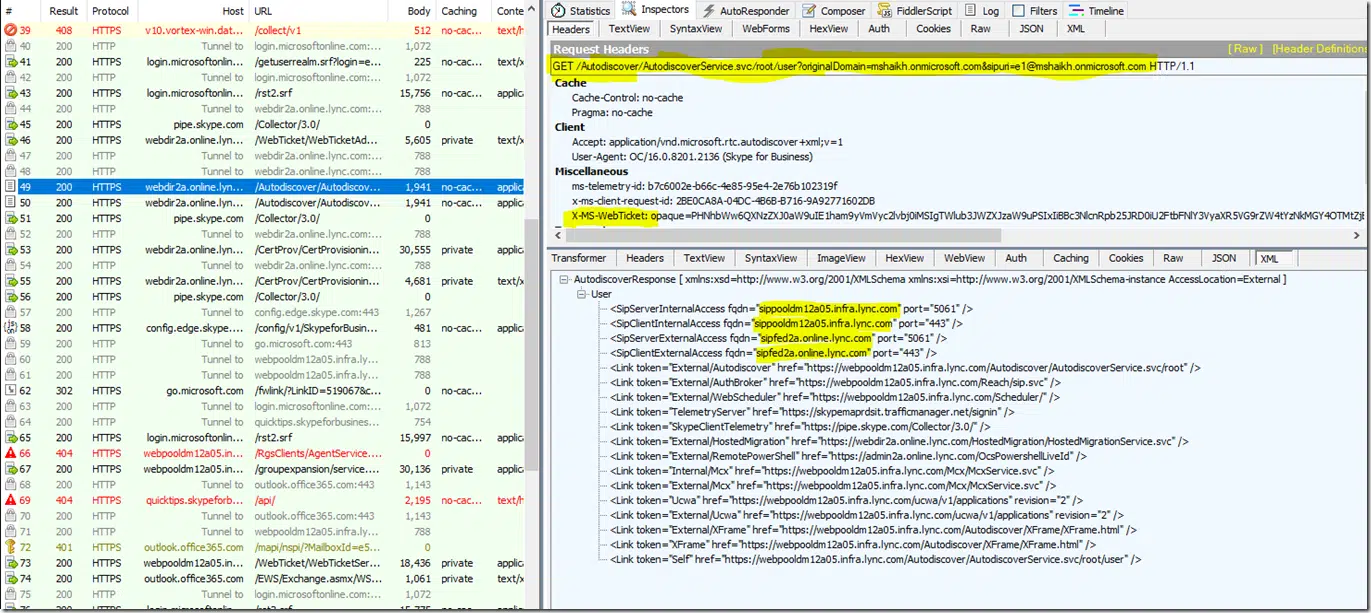 # Result Protocol Host URL Body Caching Conte
39 408 HTTPS v10.vortex-win.dat... /collect/v1 512 no-cac... text/h
40 200 HTTP Tunnel to login.microsoftonline.com:... 1,072
41 200 HTTPS login.microsoftonlin... /getuserrealm.srf?login=e... 225 no-cac... text/x
42 200 HTTP Tunnel to login.microsoftonline.com:... 1,072
43 200 HTTPS login.microsoftonlin... /rst2.srf 15,756 no-cac... applica
44 200 HTTP Tunnel to webdir2a.online.lync.com:... 788
45 200 HTTPS pipe.skype.com /Collector/3.0/ 0
46 200 HTTPS webdir2a.online.lyn... /WebTicket/WebTicketAd... 5,605 private text/x
47 200 HTTP Tunnel to webdir2a.online.lync.com:... 788
48 200 HTTP Tunnel to webdir2a.online.lync.com:... 788
49 200 HTTPS webdir2a.online.lyn... /Autodiscover/Autodiscov... 1,941 no-cac... applica
50 200 HTTPS webdir2a.online.lyn... /Autodiscover/Autodiscov... 1,941 no-cac... applica
51 200 HTTPS pipe.skype.com /Collector/3.0/ 0
52 200 HTTP Tunnel to webdir2a.online.lync.com:... 788
53 200 HTTPS webdir2a.online.lyn... /CertProv/CertProvisionin... 30,555 private text/x
54 200 HTTP Tunnel to webdir2a.online.lync.com:... 788
55 200 HTTPS webdir2a.online.lyn... /CertProv/CertProvisionin... 4,681 private text/x
56 200 HTTPS pipe.skype.com /Collector/3.0/ 0
57 200 HTTP Tunnel to config.edge.skype.com:443 1,267
58 200 HTTPS config.edge.skype.... /config/v1/SkypeforBusin... 481 no-cac... applica
59 200 HTTP Tunnel to go.microsoft.com:443 813
60 200 HTTP Tunnel to webpooldm12a05.infra.ly... 788
61 200 HTTP Tunnel to webpooldm12a05.infra.ly... 788
62 302 HTTPS go.microsoft.com /fwlink/?LinkID=519067&c... 0 no-cac...
63 200 HTTP Tunnel to login.microsoftonline.com:... 1,072
64 200 HTTP Tunnel to quicktips.skypeforbusines... 754
65 200 HTTPS login.microsoftonlin... /rst2.srf 15,997 no-cac... applica
66 404 HTTPS webpooldm12a05.in... /RgsClients/AgentService.... 0
67 200 HTTPS webpooldm12a05.in... /groupexpansion/service.... 30,136 private text/x
68 200 HTTP Tunnel to outlook.office365.com:443 1,143
69 404 HTTPS quicktips.skypeforb... /api/ 2,195 no-cac... text/h
70 200 HTTP Tunnel to outlook.office365.com:443 1,143
71 200 HTTP Tunnel to webpooldm12a05.infra.ly... 788
72 401 HTTPS outlook.office365.com /mapi/nspi/?MailboxId=e5... 0
73 200 HTTPS webpooldm12a05.in... /WebTicket/WebTicketSer... 18,436 private text/x
74 200 HTTPS outlook.office365.com /EWS/Exchange.asmx/WS... 1,061 private text/x
75 200 HTTP Tunnel to login.microsoftonline.com:... 1,072
Statistics Inspectors AutoResponder Composer FiddlerScript Log Filters Timeline
Headers TextView SyntaxView WebForms HexView Auth Cookies Raw JSON XML
Request Headers [ Raw ] [Header Definitions
GET /Autodiscover/AutodiscoverService.svc/root/user?originalDomain=mshaikh.onmicrosoft.com&sipuri=e1@mshaikh.onmicrosoft.com HTTP/1.1
Cache
Cache-Control: no-cache
Pragma: no-cache
Client
Accept: application/vnd.microsoft.rtc.autodiscover+xml;v=1
User-Agent: OC/16.0.8201.2136 (Skype for Business)
Miscellaneous
ms-telemetry-id: b7c6002e-b66c-4e85-95e4-2e76b102319f
x-ms-client-request-id: 2BE0CA8A-04DC-4B6B-B716-9A92771602DB
X-MS-WebTicket:
Transformer Headers TextView SyntaxView ImageView HexView WebView Auth Caching Cookies Raw JSON XML
AutodiscoverResponse [ xmlns:xsd=http://www.w3.org/2001/XMLSchema xmlns:xsi=http://www.w3.org/2001/XMLSchema-instance AccessLocation=External ]
User
<SipServerInternalAccess fqdn="sippooldm12a05.infra.lync.com" port="5061" />
<SipClientInternalAccess fqdn="sippooldm12a05.infra.lync.com" port="443" />
<SipServerExternalAccess fqdn="sipfed2a.online.lync.com" port="5061" />
<SipClientExternalAccess fqdn="sipfed2a.online.lync.com" port="443" />
<Link token="External/Autodiscover" href="https://webpooldm12a05.infra.lync.com/Autodiscover/AutodiscoverService.svc/root" />
<Link token="External/AuthBroker" href="https://webpooldm12a05.infra.lync.com/Reach/sip.svc" />
<Link token="External/WebScheduler" href="https://webpooldm12a05.infra.lync.com/Scheduler/" />
<Link token="TelemetryServer" href="https://skypemaprdsit.trafficmanager.net/signin" />
<Link token="SkypeClientTelemetry" href="https://pipe.skype.com/Collector/3.0/" />
<Link token="External/HostedMigration" href="https://webdir2a.online.lync.com/HostedMigration/HostedMigrationService.svc" />
<Link token="External/RemotePowerShell" href="https://admin2a.online.lync.com/OcsPowershellLiveId" />
<Link token="Internal/Mcx" href="https://webpooldm12a05.infra.lync.com/Mcx/McxService.svc" />
<Link token="External/Mcx" href="https://webpooldm12a05.infra.lync.com/Mcx/McxService.svc" />
<Link token="Ucwa" href="https://webpooldm12a05.infra.lync.com/ucwa/v1/applications" revision="2" />
<Link token="External/Ucwa" href="https://webpooldm12a05.infra.lync.com/ucwa/v1/applications" revision="2" />
<Link token="External/XFrame" href="https://webpooldm12a05.infra.lync.com/Autodiscover/XFrame/XFrame.html" />
<Link token="XFrame" href="https://webpooldm12a05.infra.lync.com/Autodiscover/XFrame/XFrame.html" />
<Link token="Self" href="https://webpooldm12a05.infra.lync.com/Autodiscover/AutodiscoverService.svc/root/user" />